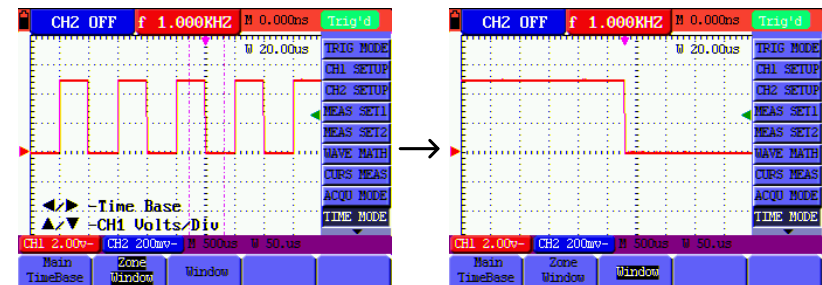 CH2 OFF f 1.000KHZ M 0.000ns Trig'd
W 20.00us
TRIG MODE
CH1 SETUP
CH2 SETUP
MEAS SET1
MEAS SET2
WAVE MATH
CURS MEAS
ACQU MODE
TIME MODE
◄/► -Time Base
▲/▼ -CH1 Volts/Div
CH1 2.00v- CH2 200mv- M 500us W 50.us
Main TimeBase
Zone Window
Window
CH2 OFF f 1.000KHZ M 0.000ns Trig'd
W 20.00us
TRIG MODE
CH1 SETUP
CH2 SETUP
MEAS SET1
MEAS SET2
WAVE MATH
CURS MEAS
ACQU MODE
TIME MODE
CH1 2.00v- CH2 200mv- M 500us W 50.us
Main TimeBase
Zone Window
Window